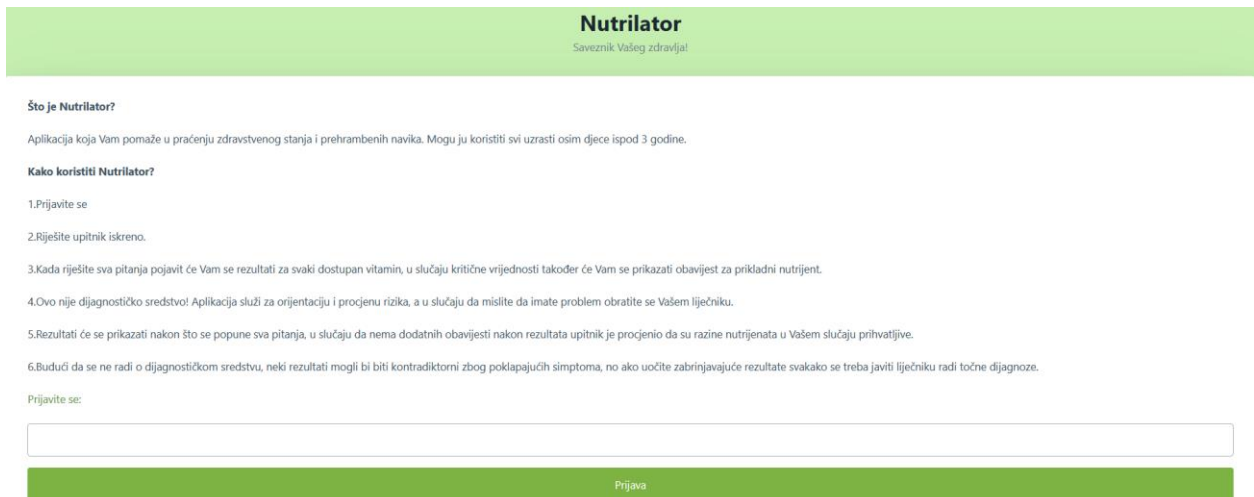 Nutrilator
Saveznik Vašeg zdravlja!
Što je Nutrilator?
Aplikacija koja Vam pomaže u praćenju zdravstvenog stanja i prehrambenih navika. Mogu ju koristiti svi uzrasti osim djece ispod 3 godine.
Kako koristiti Nutrilator?
1.Prijavite se
2.Riješite upitnik iskreno.
3.Kada riješite sva pitanja pojavit će Vam se rezultati za svaki dostupan vitamin, u slučaju kritične vrijednosti također će Vam se prikazati obavijest za prikladni nutrijent.
4.Ovo nije dijagnostičko sredstvo! Aplikacija služi za orijentaciju i procjenu rizika, a u slučaju da mislite da imate problem obratite se Vašem liječniku.
5.Rezultati će se prikazati nakon što se popune sva pitanja, u slučaju da nema dodatnih obavijesti nakon rezultata upitnik je procjenio da su razine nutrijenata u Vašem slučaju prihvatljive.
6.Budući da se ne radi o dijagnostičkom sredstvu, neki rezultati mogli bi biti kontradiktorni zbog poklapajućih simptoma, no ako uočite zabrinjavajuće rezultate svakako se treba javiti liječniku radi točne dijagnoze.
Prijavite se:
Prijava